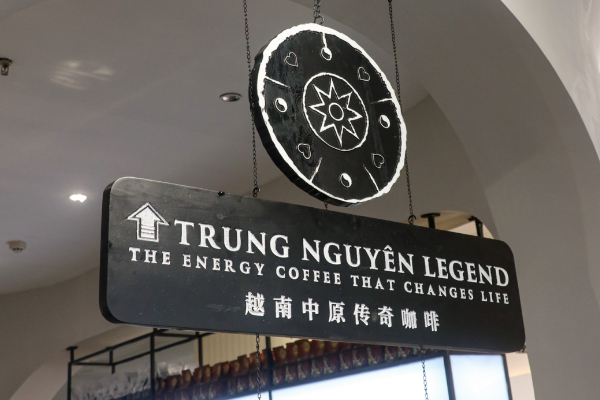 TRUNG NGUYÊN LEGEND
THE ENERGY COFFEE THAT CHANGES LIFE
越南中原传奇咖啡